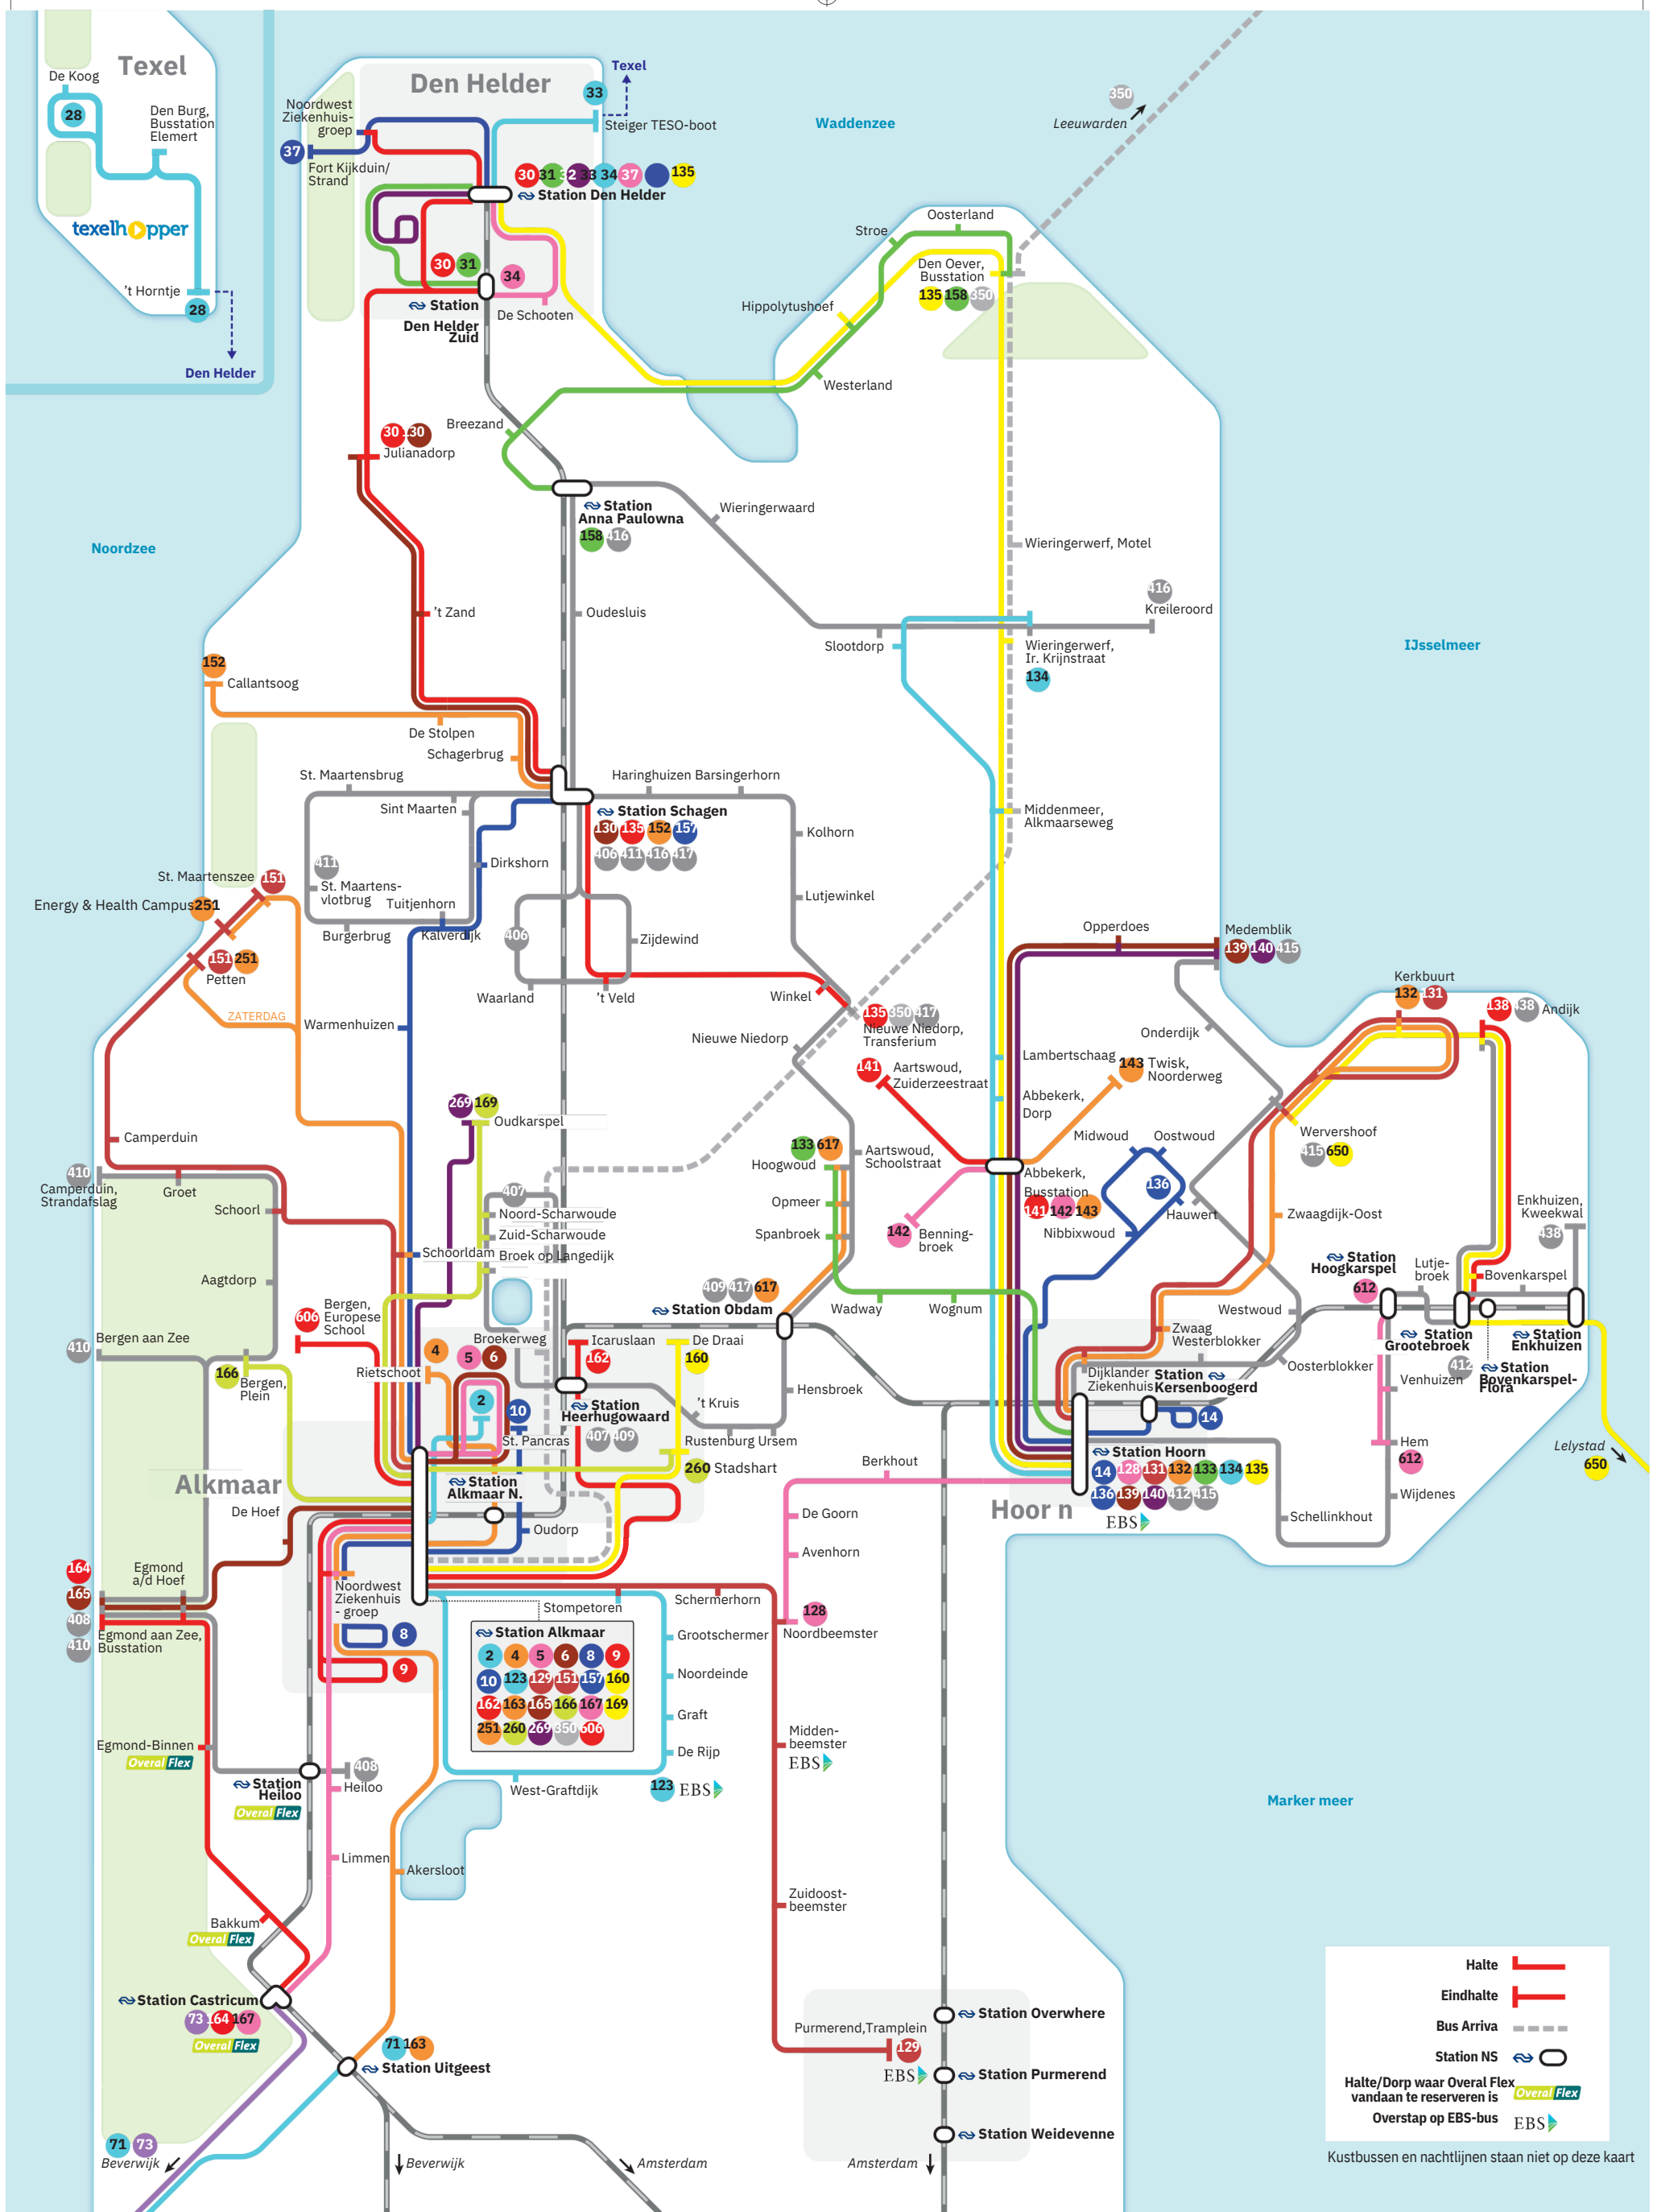 Texel
De Koog
28
Den Burg,
Busstation
Elemert
texelhopper
't Horntje
28
Den Helder
Den Helder
Texel
33
Steiger TESO-boot
Noordwest
Ziekenhuis-
groep
37
Fort Kijkduin/
Strand
30 31 32 33 34 37 135
Station Den Helder
30 31
34
Station
Den Helder
Zuid
De Schooten
Waddenzee
350
Leeuwarden
Oosterland
Stroe
Den Oever,
Busstation
135 158 350
Hippolytushoef
Westerland
Breezand
30 130
Julianadorp
Station
Anna Paulowna
158 416
Wieringerwaard
Noordzee
Wieringerwerf, Motel
416
Kreileroord
't Zand
Oudesluis
Slootdorp
Wieringerwerf,
Ir. Krijnstraat
134
IJsselmeer
152
Callantsoog
De Stolpen
Schagerbrug
St. Maartensbrug
Sint Maarten
Haringhuizen Barsingerhorn
Station Schagen
130 135 152 157
406 411 416 417
Kolhorn
Middenmeer,
Alkmaarseweg
411
St. Maartens-
vlotbrug
Dirkshorn
Tuitjenhorn
Burgerbrug
Kalverdijk
St. Maartenszee
151
Energy & Health Campus
251
151 251
Petten
ZATERDAG
Lutjewinkel
406
Zijdewind
Waarland
't Veld
Winkel
135 350 417
Nieuwe Niedorp,
Transferium
Nieuwe Niedorp
Warmenhuizen
Opperdoes
Medemblik
139 140 415
Kerkbuurt
132 131
138 438
Andijk
Onderdijk
Lambertschaag
141
Aartswoud,
Zuiderzeestraat
143
Twisk,
Noorderweg
Abbekerk,
Dorp
Midwoud
Oostwoud
Wervershoof
415 650
269 169
Oudkarspel
Camperduin
410
Camperduin,
Strandafslag
Groet
Schoorl
133 617
Hoogwoud
Aartswoud,
Schoolstraat
Opmeer
Spanbroek
Abbekerk,
Busstation
141 142 143
136
142
Benning-
broek
Nibbixwoud
Hauwert
Zwaagdijk-Oost
Enkhuizen,
Kweekwal
438
407
Noord-Scharwoude
Zuid-Scharwoude
Broek op Langedijk
Schoorldam
Aagtdorp
409 417 617
Station Obdam
Wadway
Wognum
Station
Hoogkarspel
612
Lutje-
broek
Bovenkarspel
Westwoud
606
Bergen,
Europese
School
410
Bergen aan Zee
166
Bergen,
Plein
Rietschoot
4
5 6
Broekerweg
Icaruslaan
162
De Draai
160
2
10
St. Pancras
Station
Heerhugowaard
407 409
't Kruis
Rustenburg Ursem
Hensbroek
260 Stadshart
Zwaag
Westerblokker
Dijklander
Ziekenhuis
Station
Kersenboogerd
14
Oosterblokker
Station
Grootebroek
412
Station
Bovenkarspel-
Flora
Station
Enkhuizen
Venhuizen
Hem
612
Lelystad
650
Wijdenes
Schellinkhout
Alkmaar
De Hoef
Station
Alkmaar N.
Oudorp
Berkhout
Station Hoorn
14 128 131 132 133 134 135
136 139 140 412 415
EBS
Hoor n
De Goorn
Avenhorn
128
Noordbeemster
164
165
408
410
Egmond
a/d Hoef
Egmond aan Zee,
Busstation
Noordwest
Ziekenhuis
- groep
8
9
Stompetoren
Schermerhorn
Station Alkmaar
2 4 5 6 8 9
10 123 129 151 157 160
162 163 165 166 167 169
251 260 269 350 606
Grootschermer
Noordeinde
Graft
De Rijp
West-Graftdijk
123 EBS
Midden-
beemster
EBS
Egmond-Binnen
Overal Flex
Station
Heiloo
Overal Flex
408
Heiloo
Limmen
Akersloot
Zuidoost-
beemster
Marker meer
Bakkum
Overal Flex
Station Castricum
73 164 167
Overal Flex
71 163
Station Uitgeest
Purmerend,Tramplein
129
EBS
Station Overwhere
Station Purmerend
Station Weidevenne
71 73
Beverwijk
Beverwijk
Amsterdam
Amsterdam
Halte
Eindhalte
Bus Arriva
Station NS
Halte/Dorp waar Overal Flex
vandaan te reserveren is
Overal Flex
Overstap op EBS-bus
EBS
Kustbussen en nachtlijnen staan niet op deze kaart